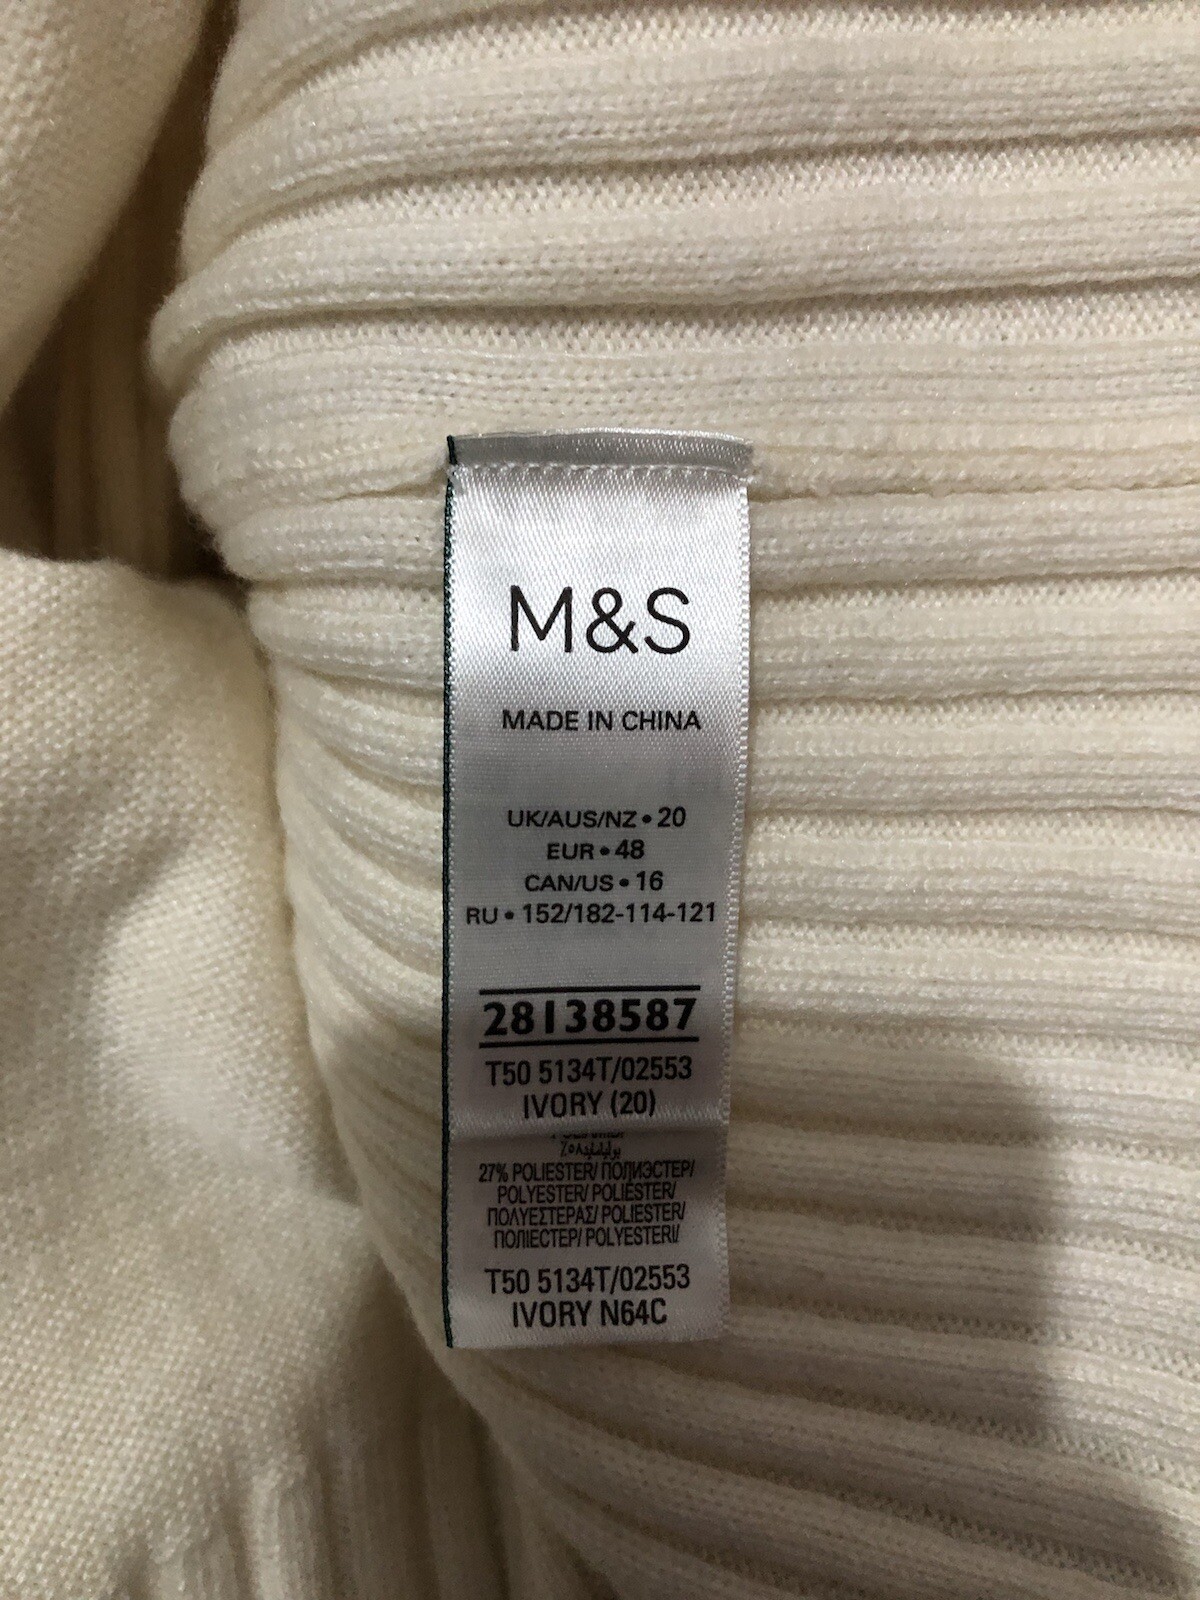 M&S
MADE IN CHINA
UK/AUS/NZ • 20
EUR • 48
CAN/US • 16
RU • 152/182-114-121
28138587
T50 5134T/02553
IVORY (20)
27% POLIESTER/ ПОЛИЭСТЕР/
POLYESTER/ POLIÉSTER/
ΠΟΛΥΕΣΤΕΡΑΣ/ POLIESTER/
ПОЛІЕСТЕР/ POLYESTERI/
T50 5134T/02553
IVORY N64C